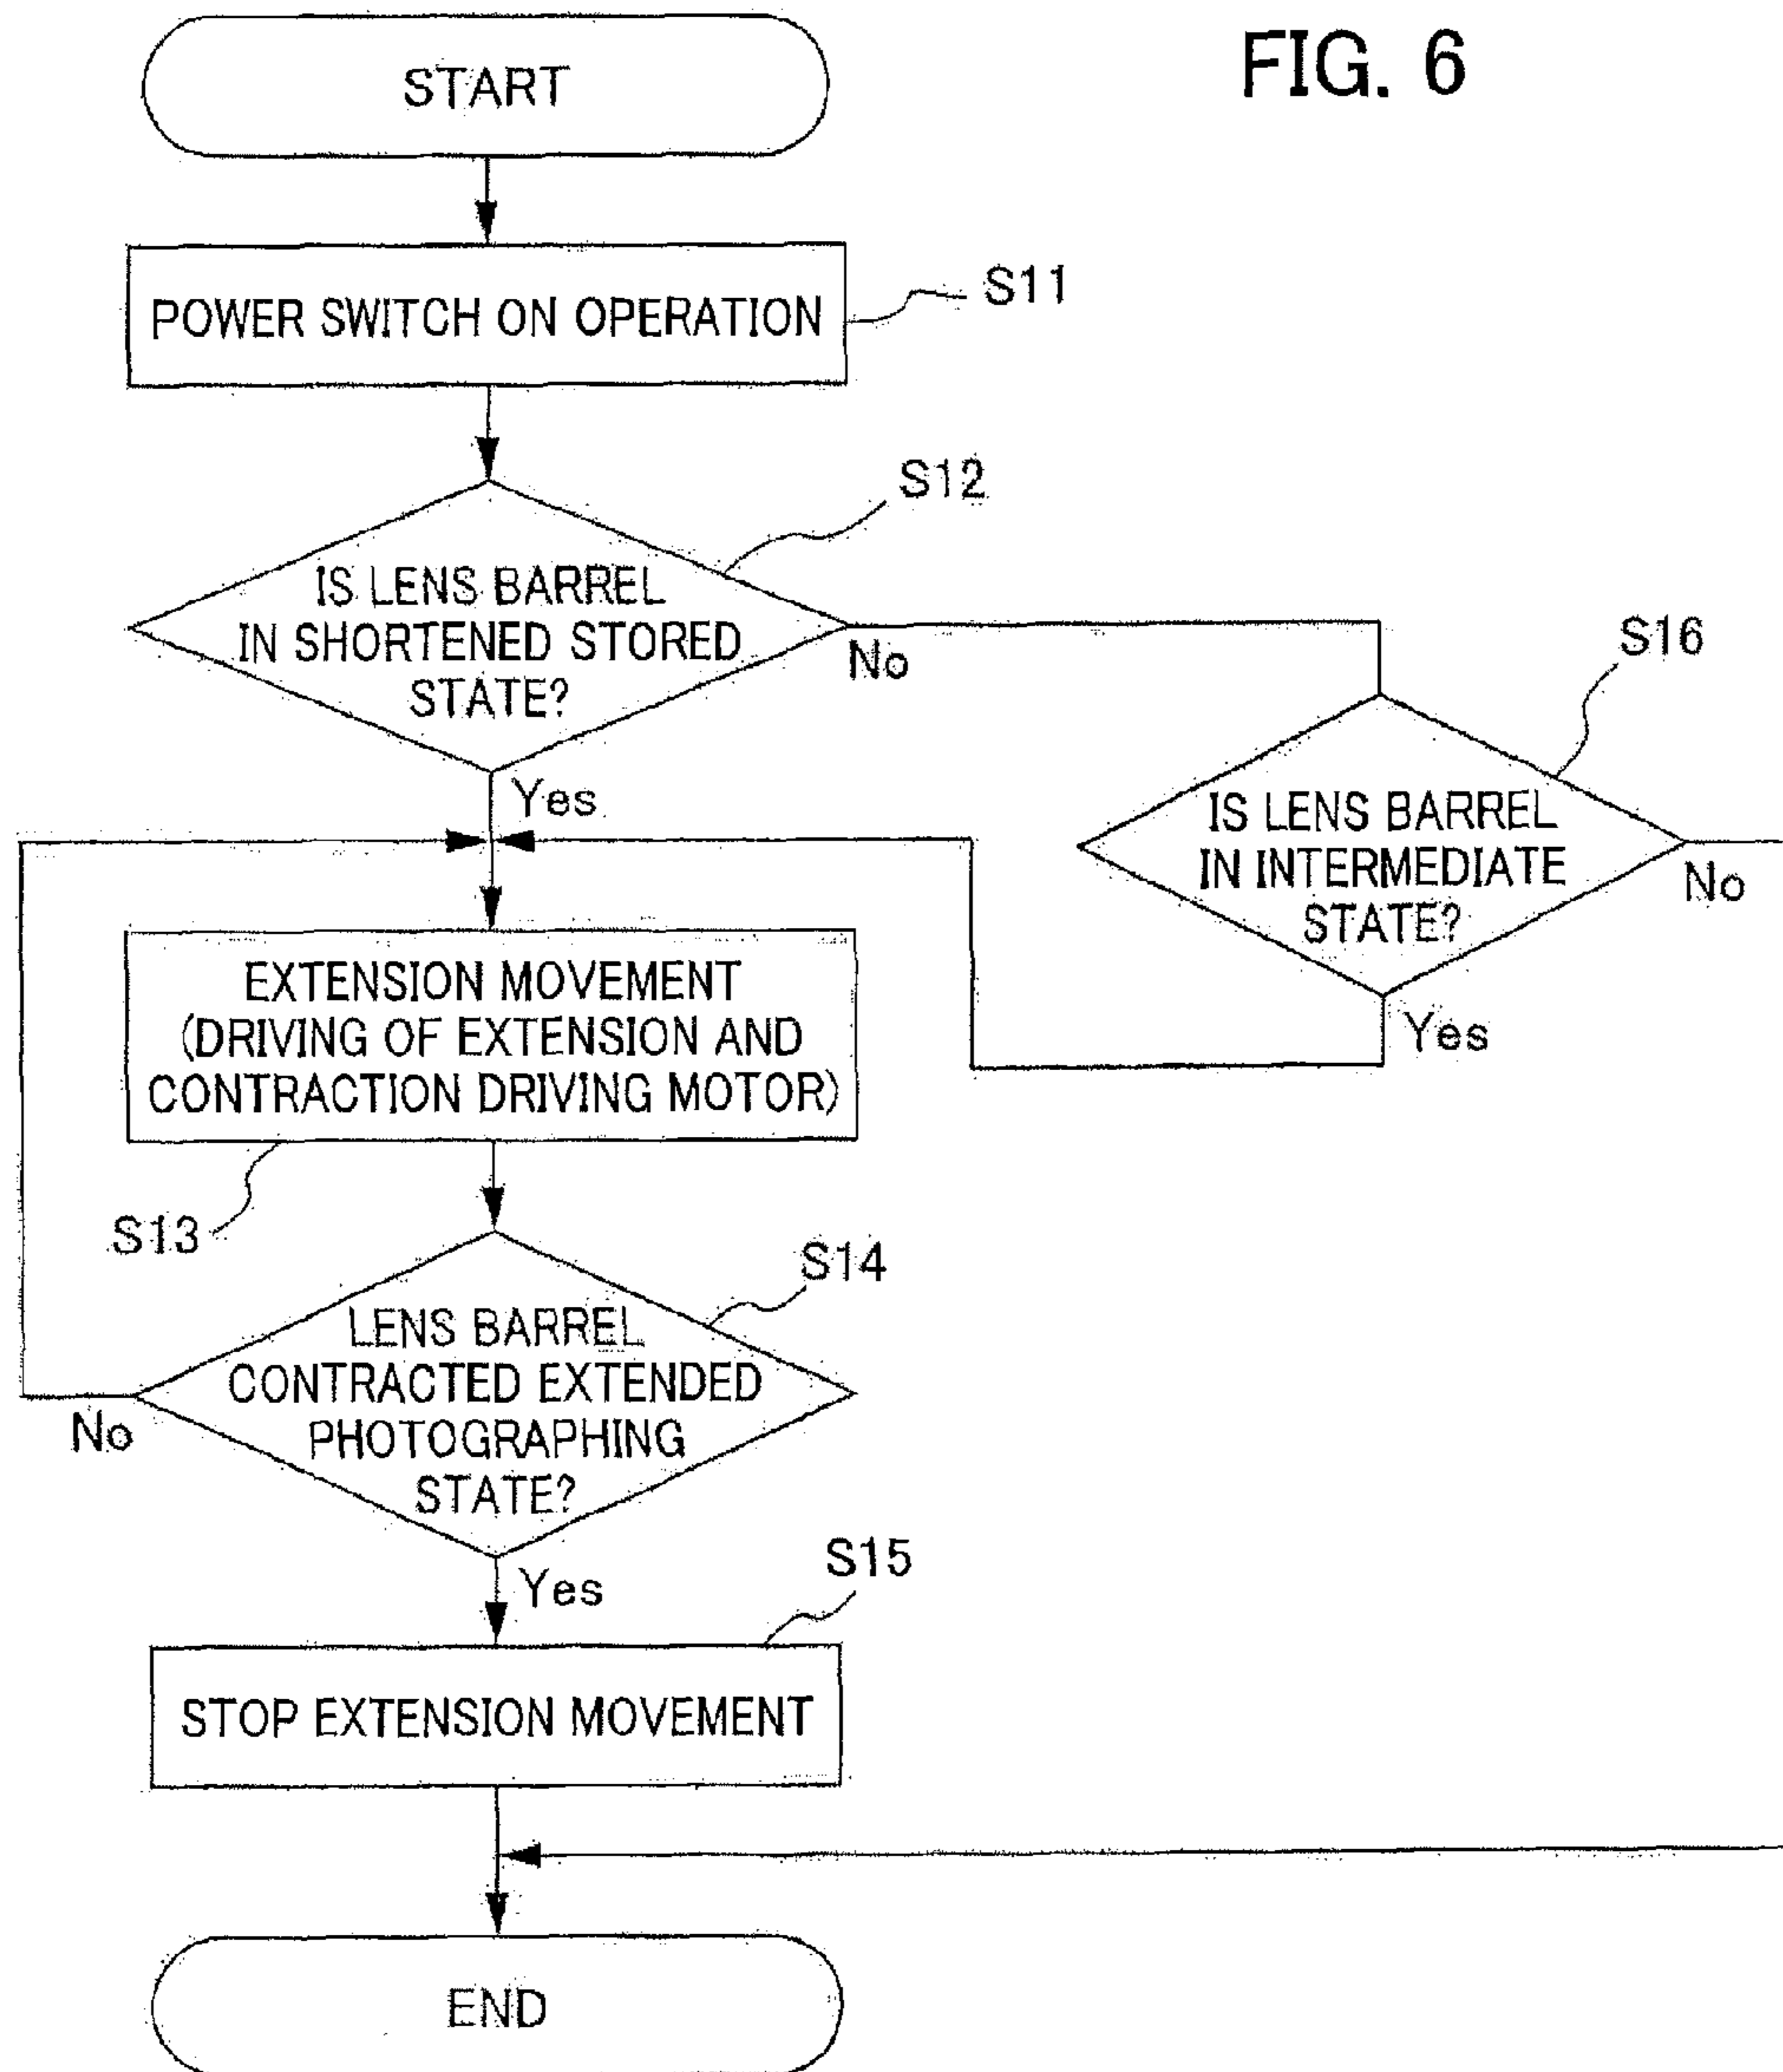 FIG. 6
START
POWER SWITCH ON OPERATION
S11
S12
IS LENS BARREL
IN SHORTENED STORED
STATE?
No
Yes
S16
IS LENS BARREL
IN INTERMEDIATE
STATE?
No
Yes
EXTENSION MOVEMENT
(DRIVING OF EXTENSION AND
CONTRACTION DRIVING MOTOR)
S13
S14
LENS BARREL
CONTRACTED EXTENDED
PHOTOGRAPHING
STATE?
No
Yes
S15
STOP EXTENSION MOVEMENT
END